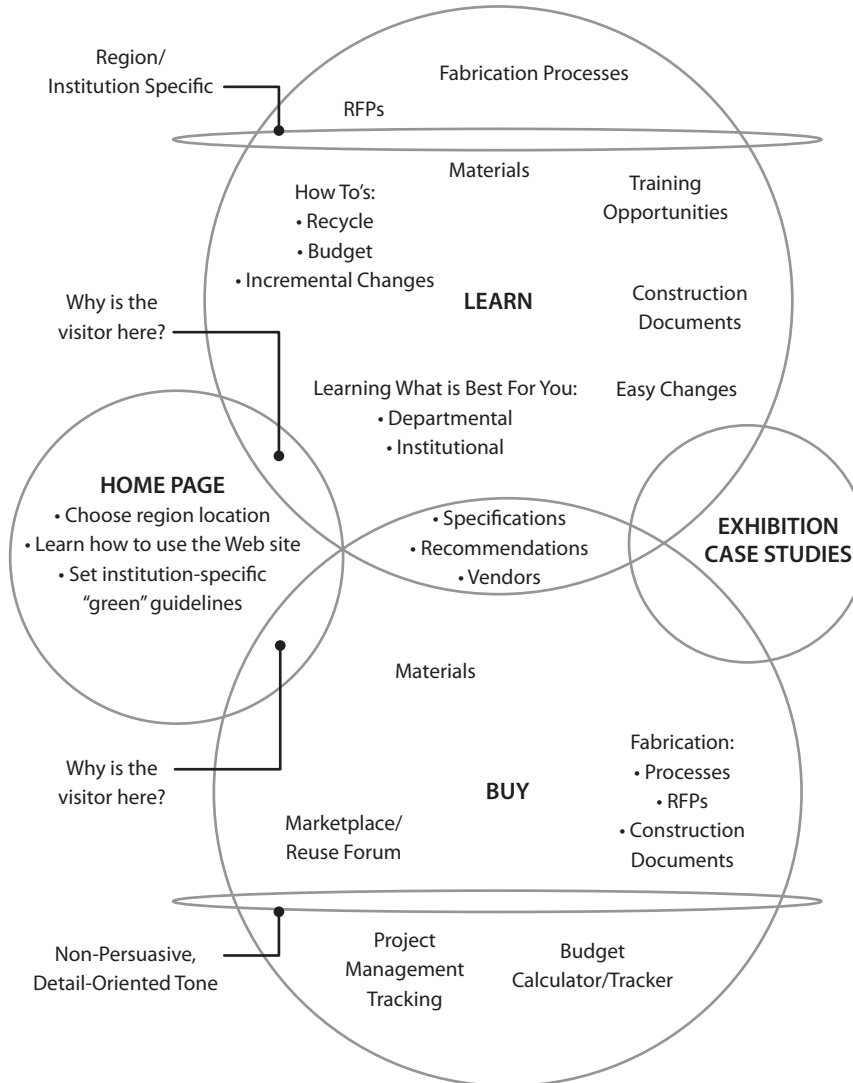 Region/
Institution Specific
Fabrication Processes
RFPs
Materials
How To's:
• Recycle
• Budget
• Incremental Changes
Training
Opportunities
LEARN
Construction
Documents
Why is the
visitor here?
Learning What is Best For You:
• Departmental
• Institutional
Easy Changes
HOME PAGE
• Choose region location
• Learn how to use the Web site
• Set institution-specific
“green” guidelines
• Specifications
• Recommendations
• Vendors
EXHIBITION
CASE STUDIES
Materials
Why is the
visitor here?
BUY
Fabrication:
• Processes
• RFPs
• Construction
Documents
Marketplace/
Reuse Forum
Non-Persuasive,
Detail-Oriented Tone
Project
Management
Tracking
Budget
Calculator/Tracker